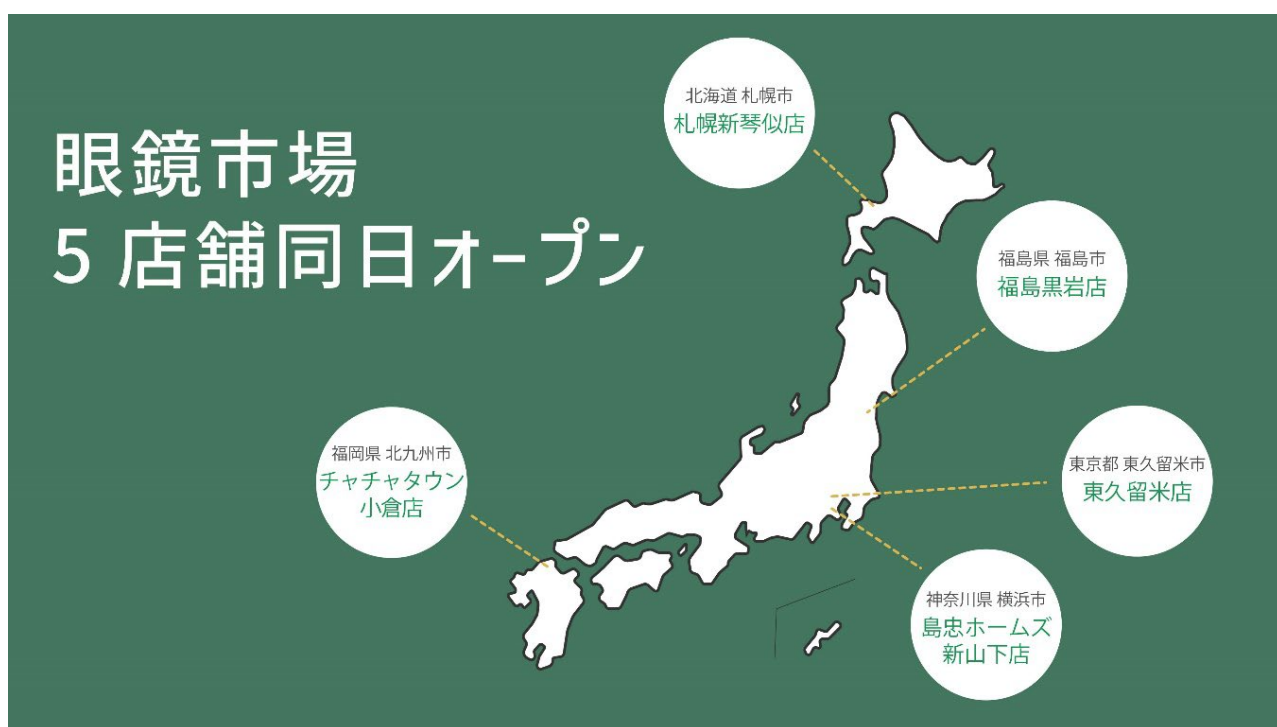 眼鏡市場
5店舗同日オープン
北海道 札幌市
札幌新琴似店
福島県 福島市
福島黒岩店
福岡県 北九州市
チャチャタウン
小倉店
東京都 東久留米市
東久留米店
神奈川県 横浜市
島忠ホームズ
新山下店